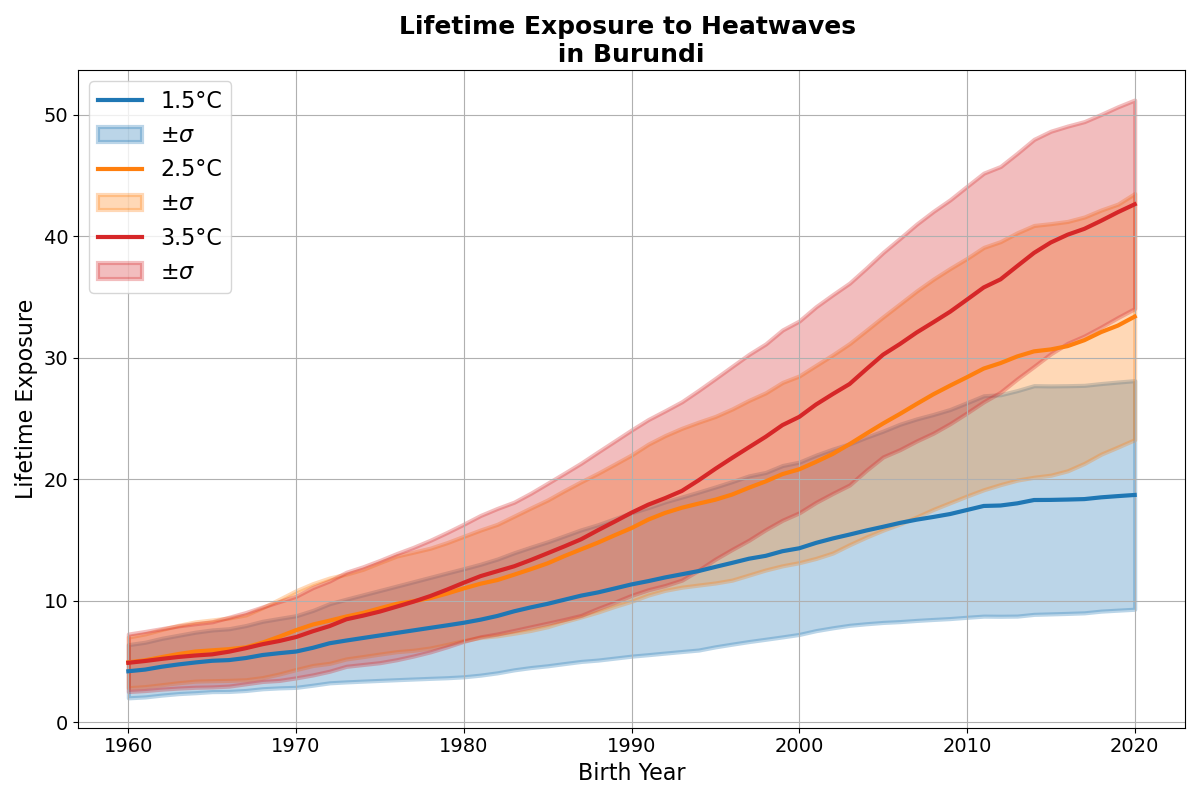 Lifetime Exposure to Heatwaves
in Burundi
1.5°C
±σ
2.5°C
±σ
3.5°C
±σ
Lifetime Exposure
50
40
30
20
10
0
1960 1970 1980 1990 2000 2010 2020
Birth Year